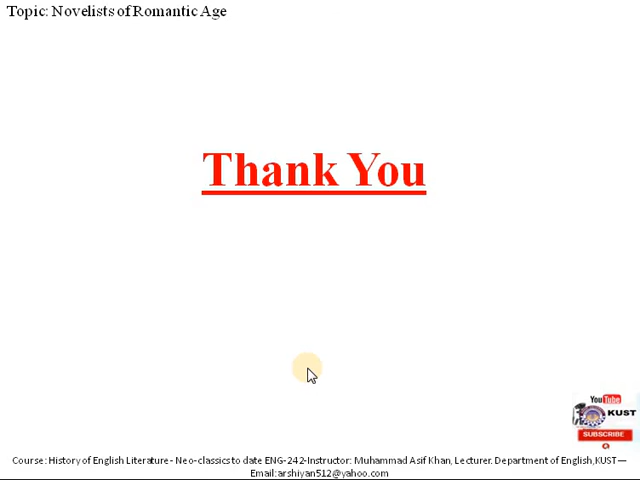 Topic: Novelists of Romantic Age
Thank You
YouTube
KUST
SUBSCRIBE
Course: History of English Literature - Neo-classics to date ENG-242-Instructor: Muhammad Asif Khan, Lecturer. Department of English,KUST—
Email:arshiyan512@yahoo.com